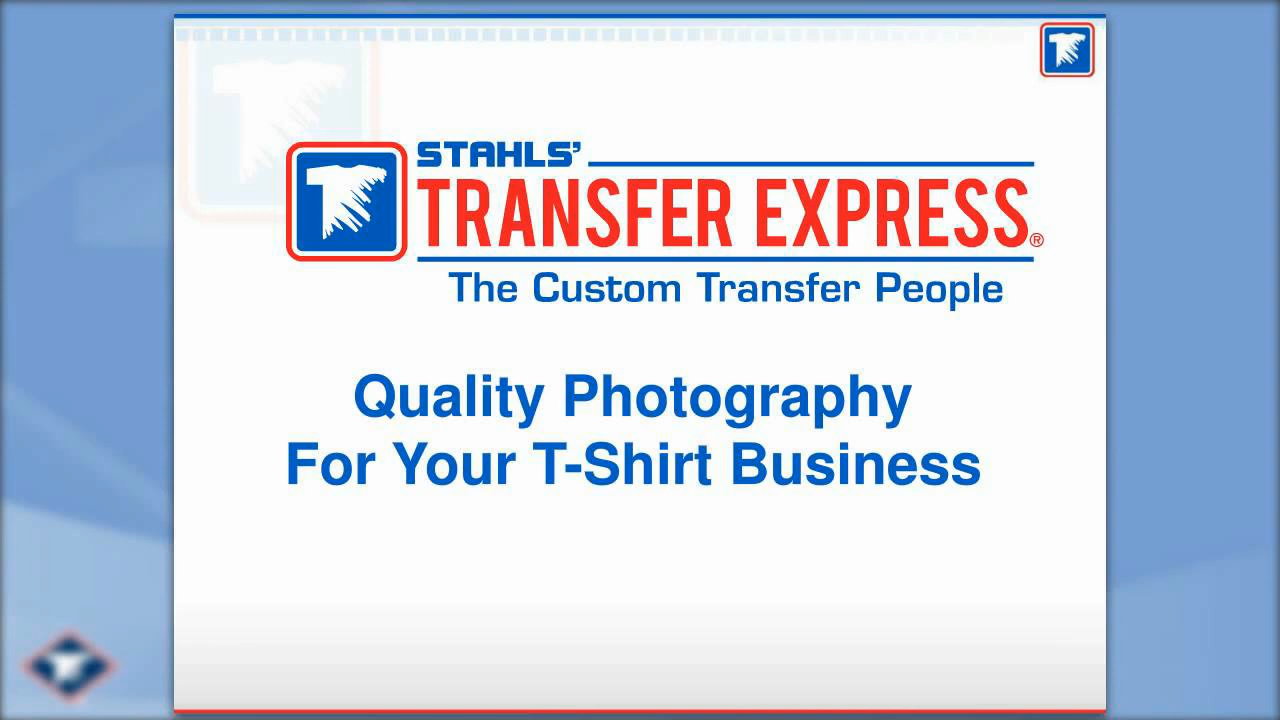 STAHLS'
TRANSFER EXPRESS®
The Custom Transfer People
Quality Photography
For Your T-Shirt Business